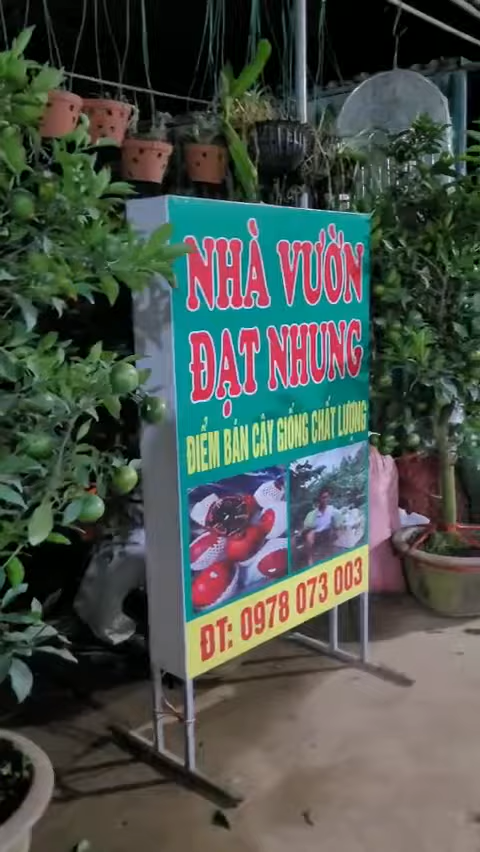 NHÀ VƯỜN
ĐẠT NHUNG
ĐIỂM BÁN CÂY GIỐNG CHẤT LƯỢNG
ĐT: 0978 073 003